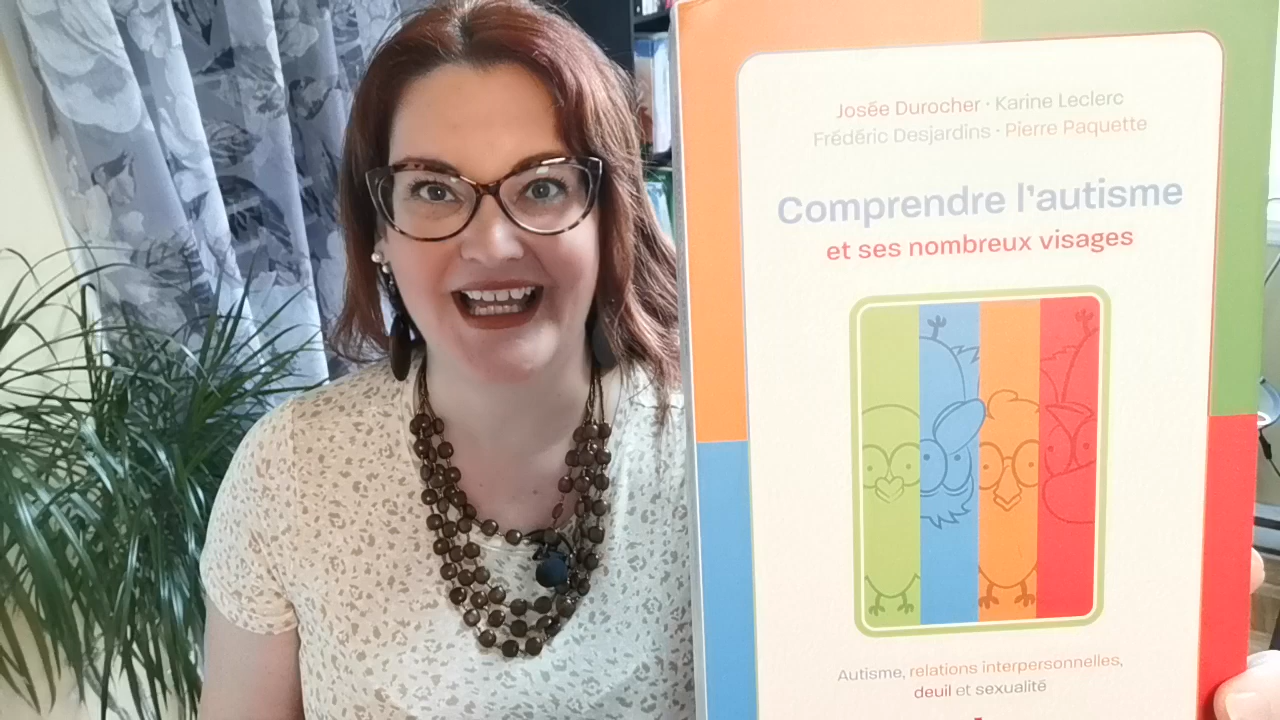 Josée Durocher · Karine Leclerc
Frédéric Desjardins · Pierre Paquette
Comprendre l'autisme
et ses nombreux visages
Autisme, relations interpersonnelles,
deuil et sexualité